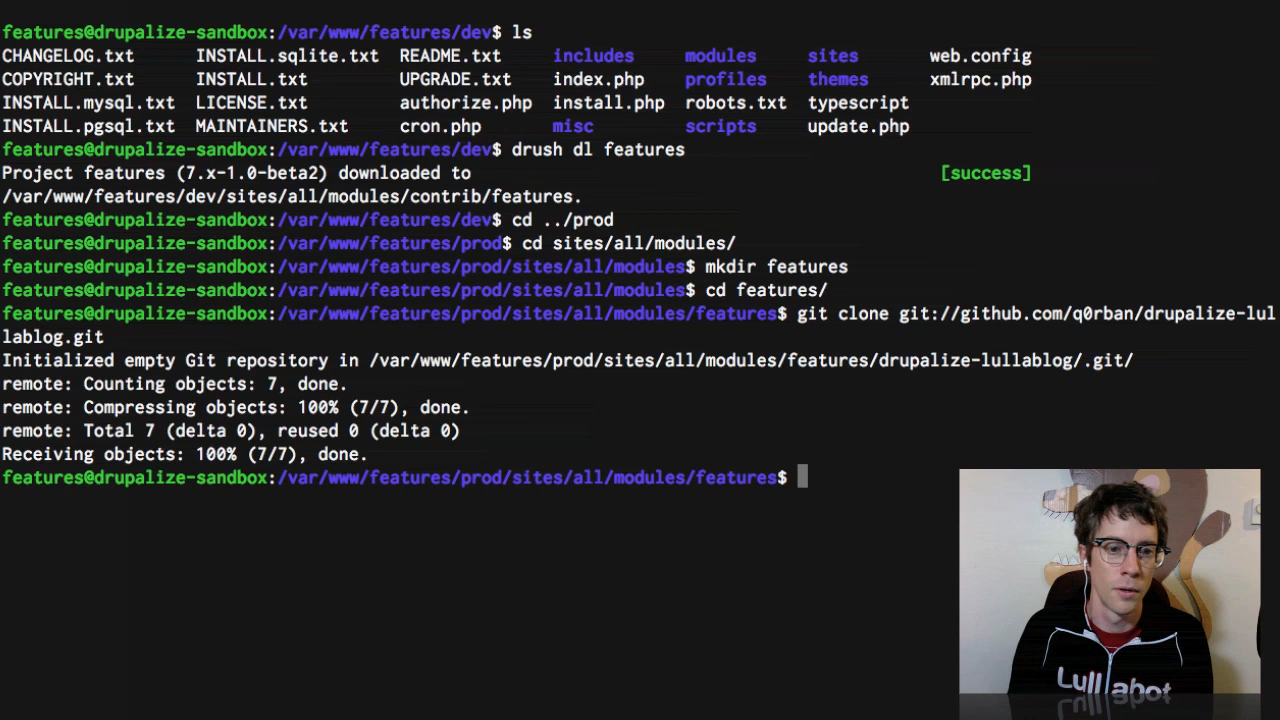 features@drupalize-sandbox:/var/www/features/dev$ ls
CHANGELOG.txt INSTALL.sqlite.txt README.txt includes modules sites web.config
COPYRIGHT.txt INSTALL.txt UPGRADE.txt index.php profiles themes xmlrpc.php
INSTALL.mysql.txt LICENSE.txt authorize.php install.php robots.txt typescript
INSTALL.pgsql.txt MAINTAINERS.txt cron.php misc scripts update.php
features@drupalize-sandbox:/var/www/features/dev$ drush dl features
Project features (7.x-1.0-beta2) downloaded to [success]
/var/www/features/dev/sites/all/modules/contrib/features.
features@drupalize-sandbox:/var/www/features/dev$ cd ../prod
features@drupalize-sandbox:/var/www/features/prod$ cd sites/all/modules/
features@drupalize-sandbox:/var/www/features/prod/sites/all/modules$ mkdir features
features@drupalize-sandbox:/var/www/features/prod/sites/all/modules$ cd features/
features@drupalize-sandbox:/var/www/features/prod/sites/all/modules/features$ git clone git://github.com/q0rban/drupalize-lul
lablog.git
Initialized empty Git repository in /var/www/features/prod/sites/all/modules/features/drupalize-lullablog/.git/
remote: Counting objects: 7, done.
remote: Compressing objects: 100% (7/7), done.
remote: Total 7 (delta 0), reused 0 (delta 0)
Receiving objects: 100% (7/7), done.
features@drupalize-sandbox:/var/www/features/prod/sites/all/modules/features$
Lullabot